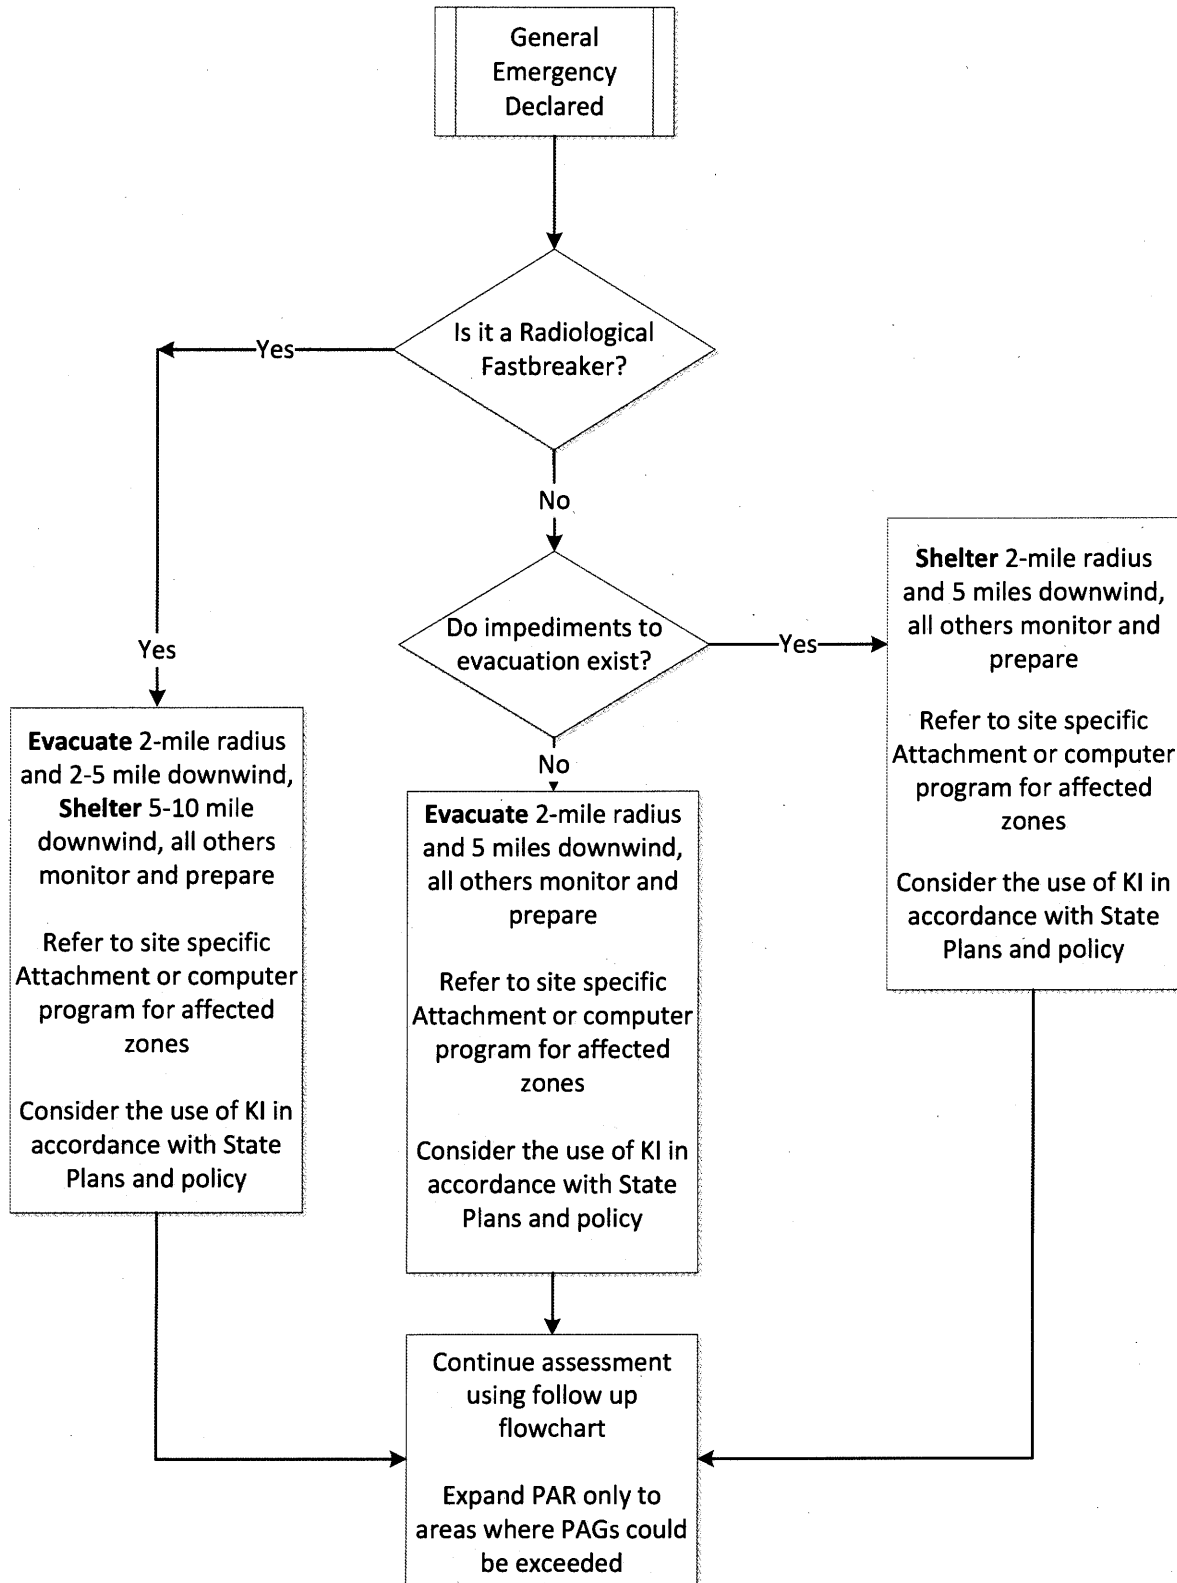 General
Emergency
Declared
Is it a Radiological
Fastbreaker?
Yes
No
Yes
Do impediments to
evacuation exist?
Yes
No
Shelter 2-mile radius
and 5 miles downwind,
all others monitor and
prepare
Refer to site specific
Attachment or computer
program for affected
zones
Consider the use of KI in
accordance with State
Plans and policy
Evacuate 2-mile radius
and 2-5 mile downwind,
Shelter 5-10 mile
downwind, all others
monitor and prepare
Refer to site specific
Attachment or computer
program for affected
zones
Consider the use of KI in
accordance with State
Plans and policy
Evacuate 2-mile radius
and 5 miles downwind,
all others monitor and
prepare
Refer to site specific
Attachment or computer
program for affected
zones
Consider the use of KI in
accordance with State
Plans and policy
Continue assessment
using follow up
flowchart
Expand PAR only to
areas where PAGs could
be exceeded